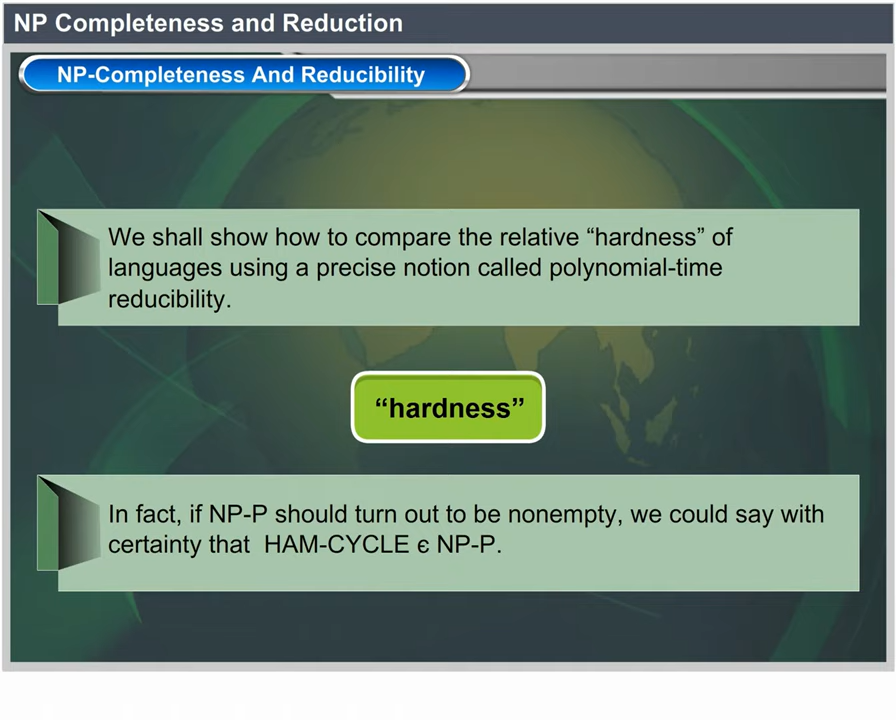 NP Completeness and Reduction
NP-Completeness And Reducibility
We shall show how to compare the relative “hardness” of
languages using a precise notion called polynomial-time
reducibility.
“hardness”
In fact, if NP-P should turn out to be nonempty, we could say with
certainty that  HAM-CYCLE є NP-P.